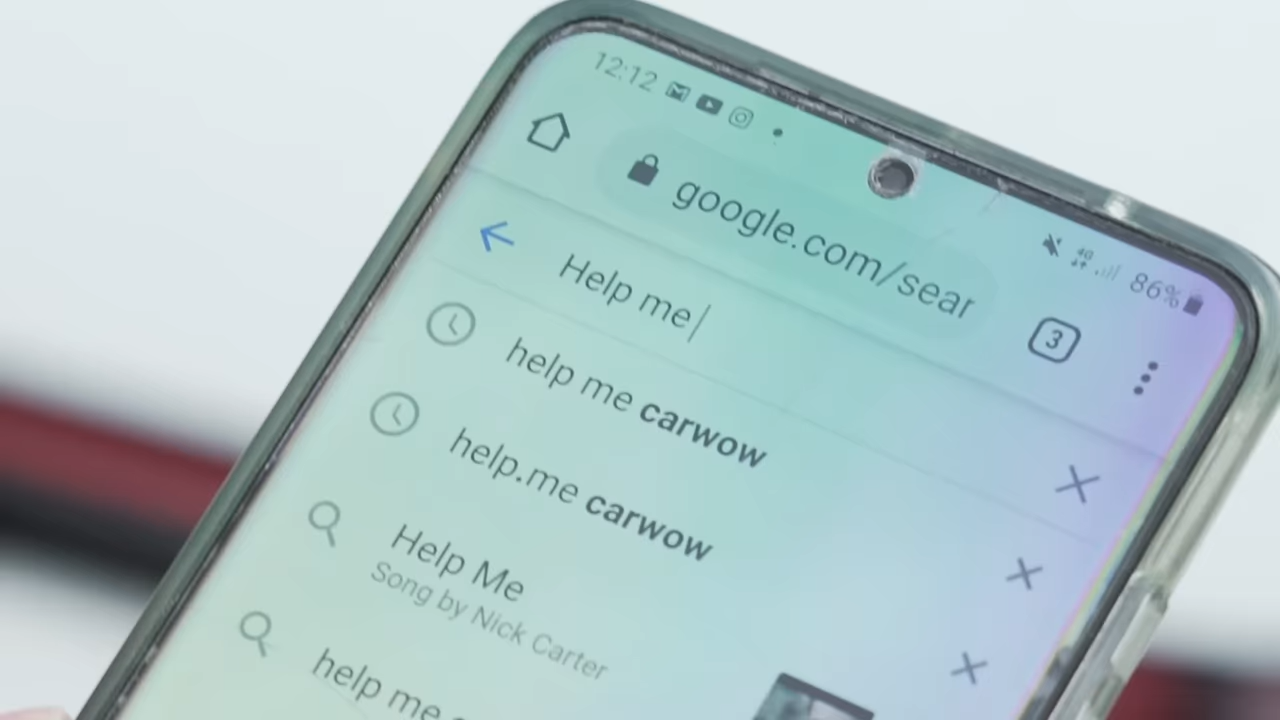 12:12
86%
google.com/sear
3
Help me
help me carwow
help.me carwow
Help Me
Song by Nick Carter
help me